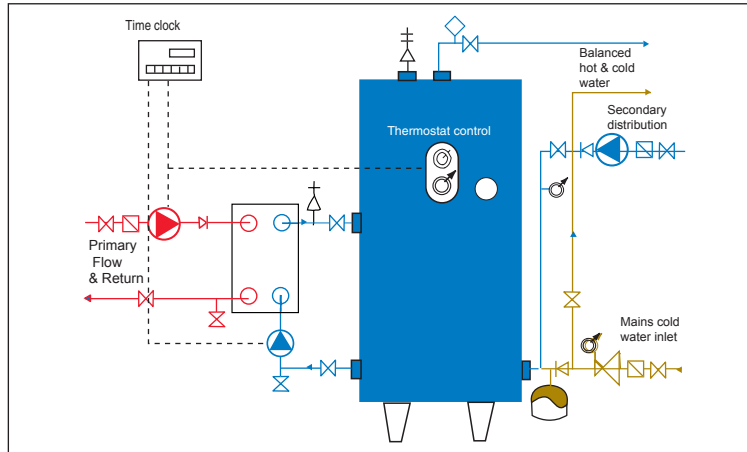 Time clock
Balanced
hot & cold
water
Secondary
distribution
Thermostat control
Primary
Flow
& Return
Mains cold
water inlet